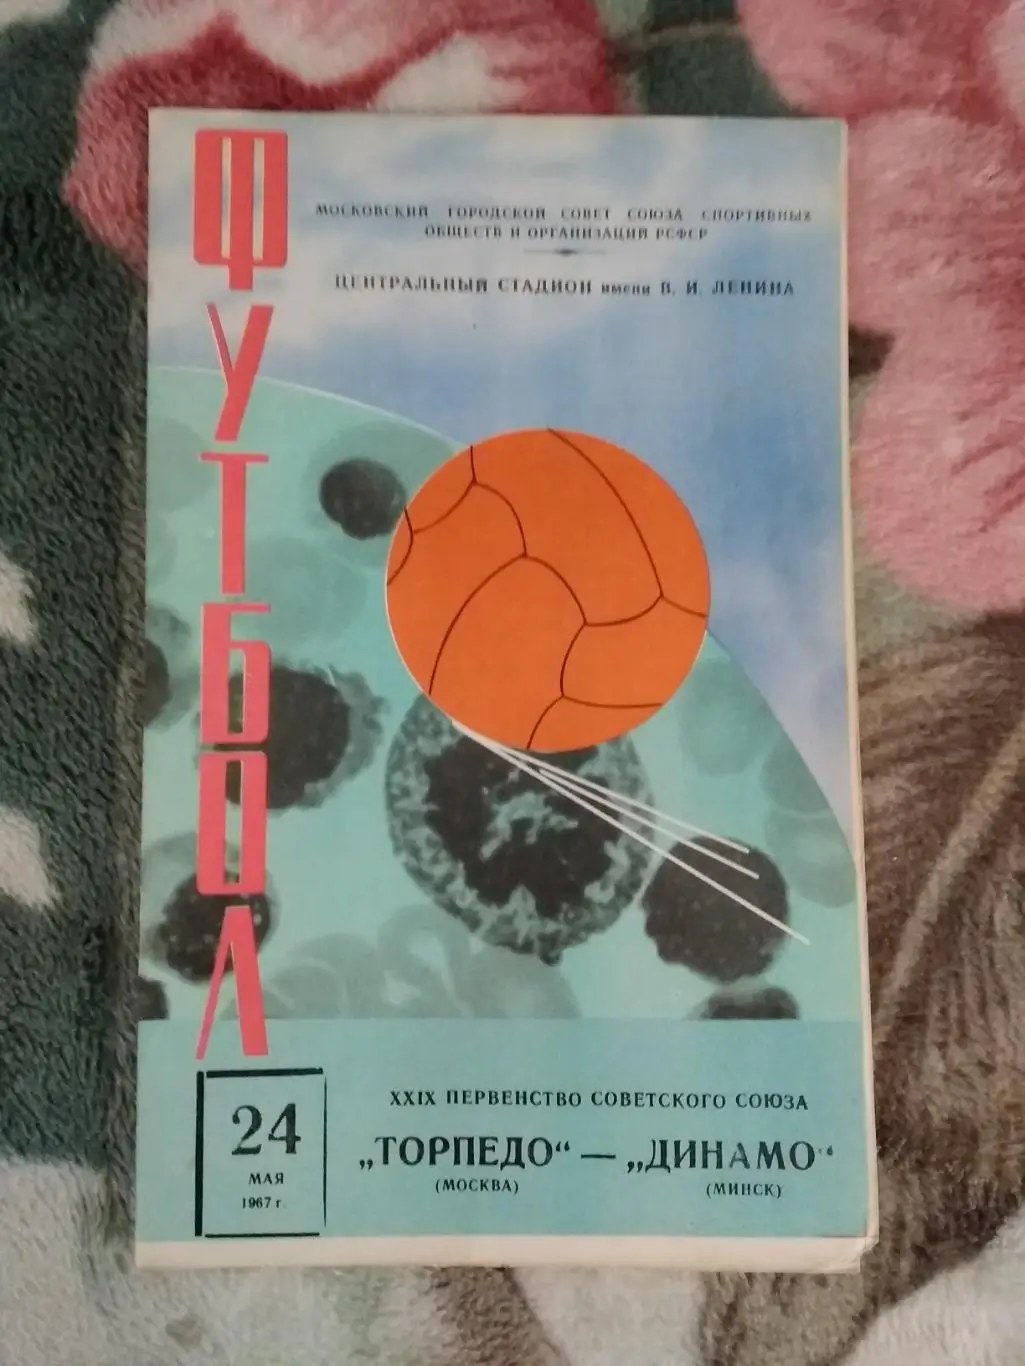 ФУТБОЛ
МОСКОВСКИЙ ГОРОДСКОЙ СОВЕТ СОЮЗА СПОРТИВНЫХ
ОБЩЕСТВ И ОРГАНИЗАЦИЙ РСФСР
ЦЕНТРАЛЬНЫЙ СТАДИОН имени В. И. ЛЕНИНА
24
МАЯ
1967 г.
XXIX ПЕРВЕНСТВО СОВЕТСКОГО СОЮЗА
„ТОРПЕДО“ — „ДИНАМО“
(МОСКВА) (МИНСК)